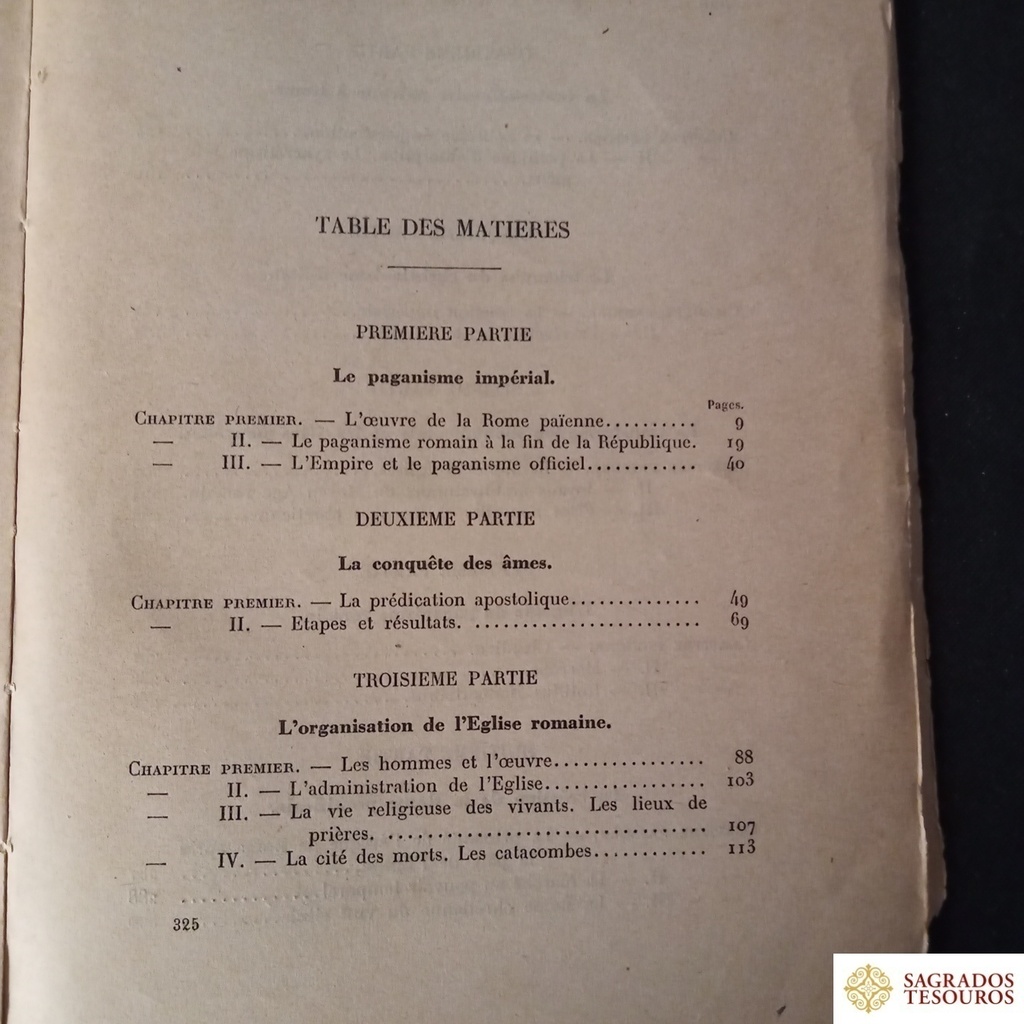 TABLE DES MATIERES
PREMIERE PARTIE
Le paganisme impérial.
Pages.
CHAPITRE PREMIER. — L'œuvre de la Rome païenne.......... 9
— II. — Le paganisme romain à la fin de la République. 19
— III. — L'Empire et le paganisme officiel............ 40
DEUXIEME PARTIE
La conquête des âmes.
CHAPITRE PREMIER. — La prédication apostolique.............. 49
— II. — Etapes et résultats. ........................ 69
TROISIEME PARTIE
L'organisation de l'Eglise romaine.
CHAPITRE PREMIER. — Les hommes et l'œuvre................ 88
— II. — L'administration de l'Eglise................. 103
— III. — La vie religieuse des vivants. Les lieux de
prières. ................................. 107
— IV. — La cité des morts. Les catacombes............ 113
325
SAGRADOS
TESOUROS